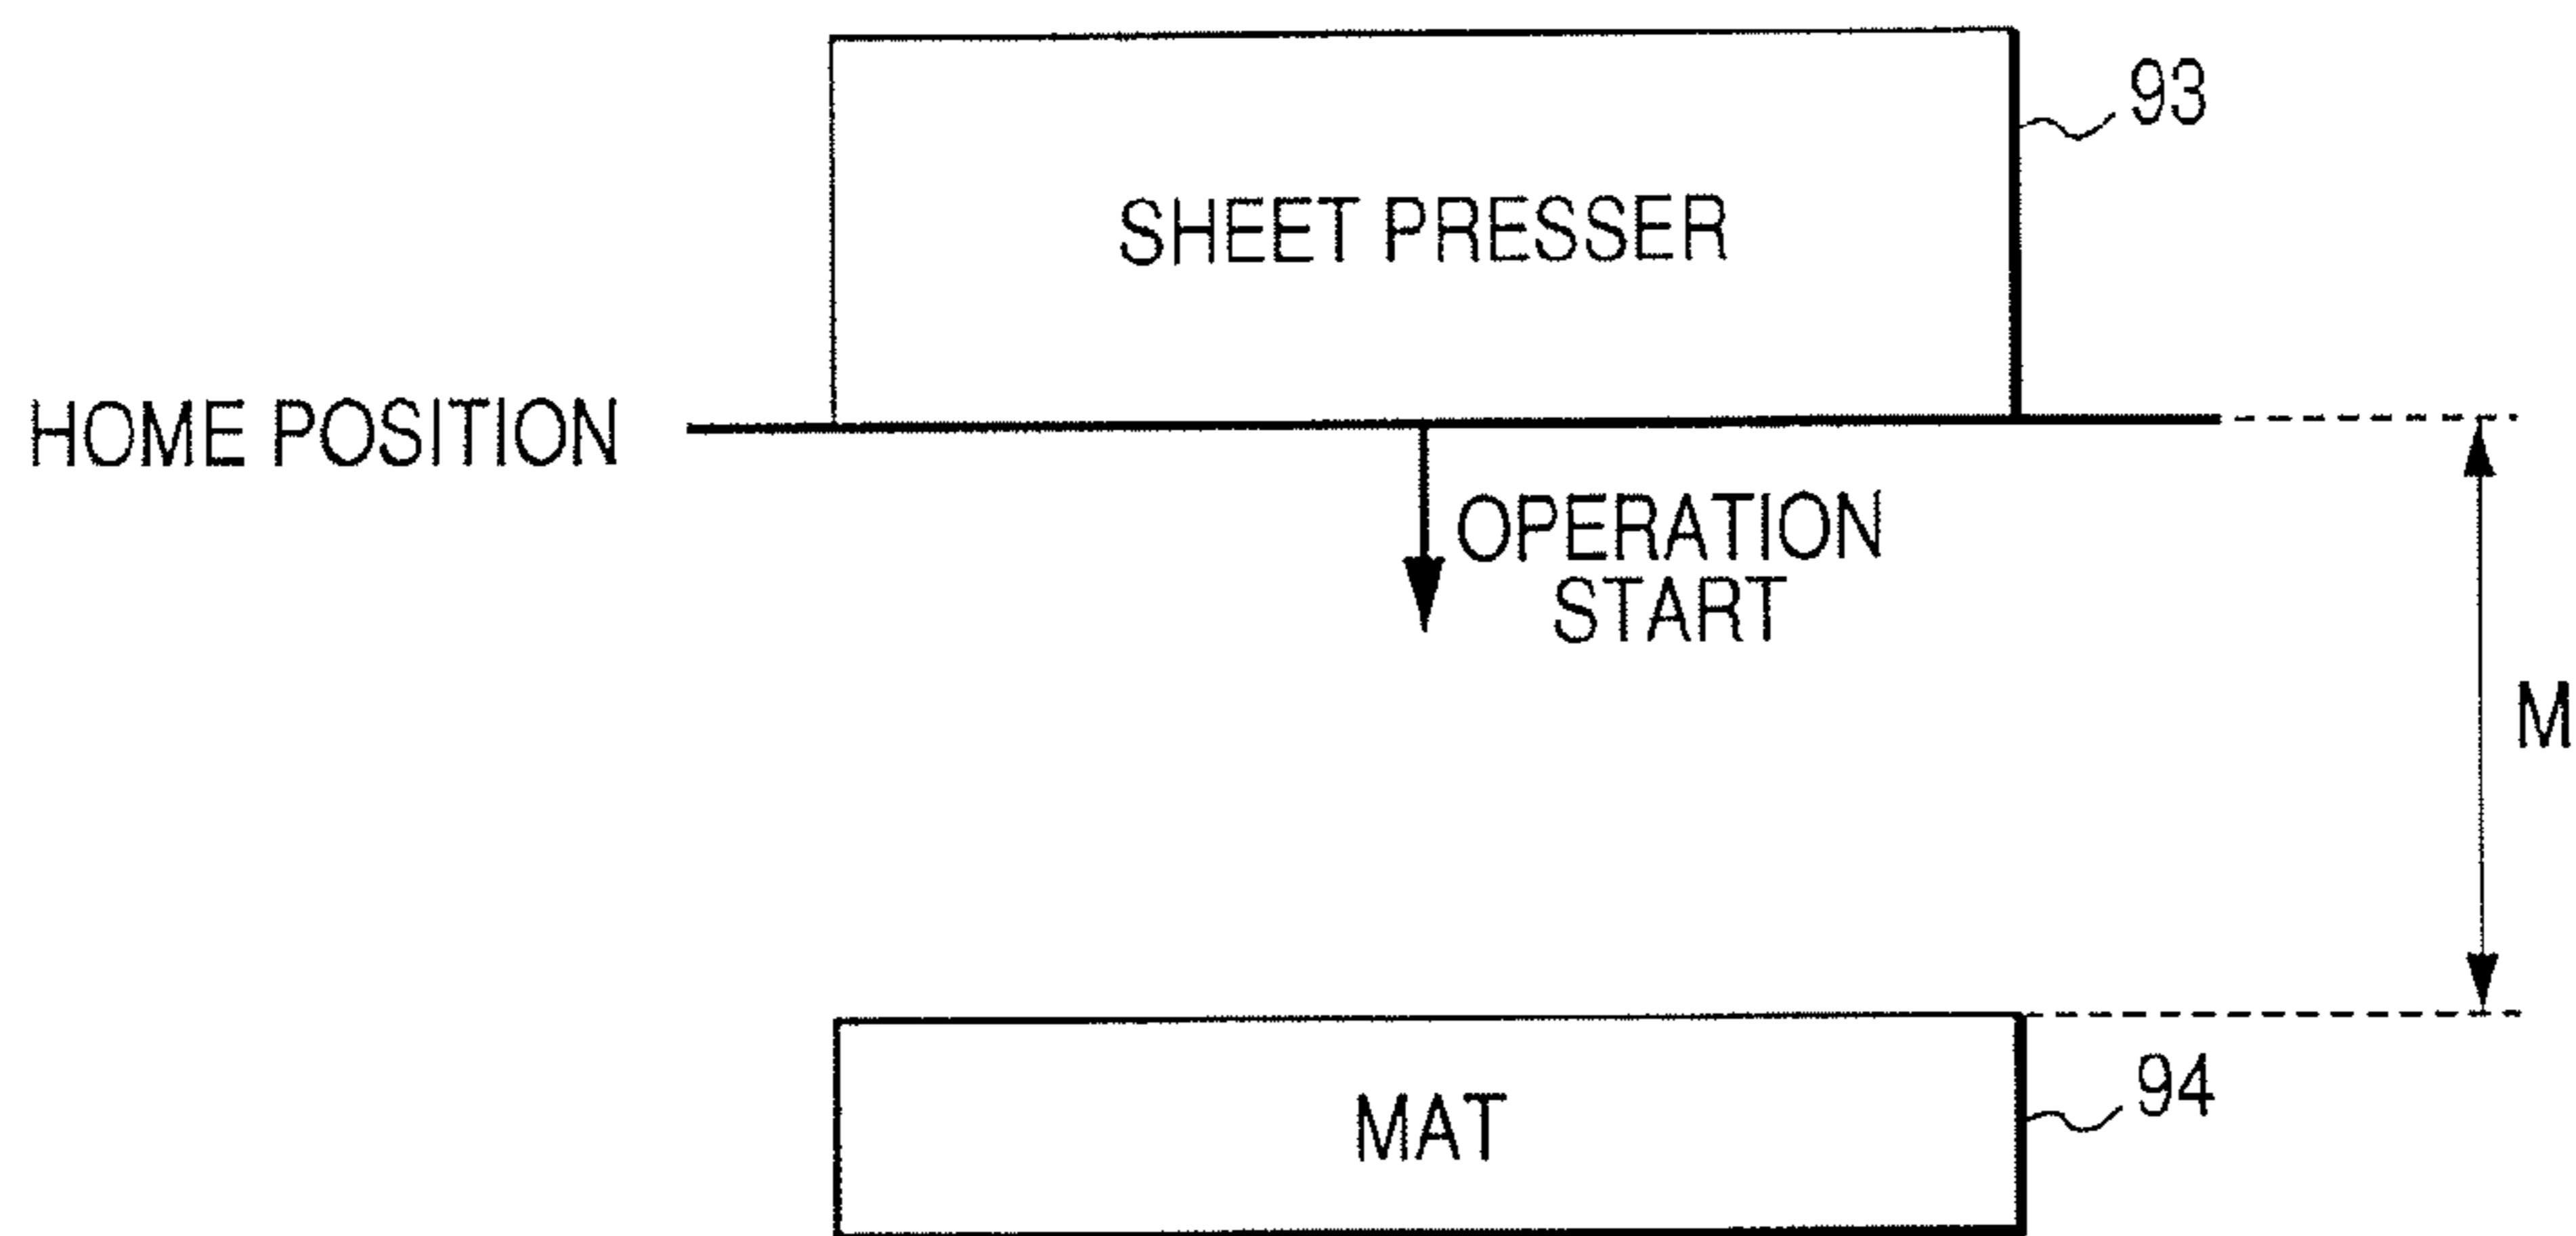 93
SHEET PRESSER
HOME POSITION
OPERATION
START
M
94
MAT